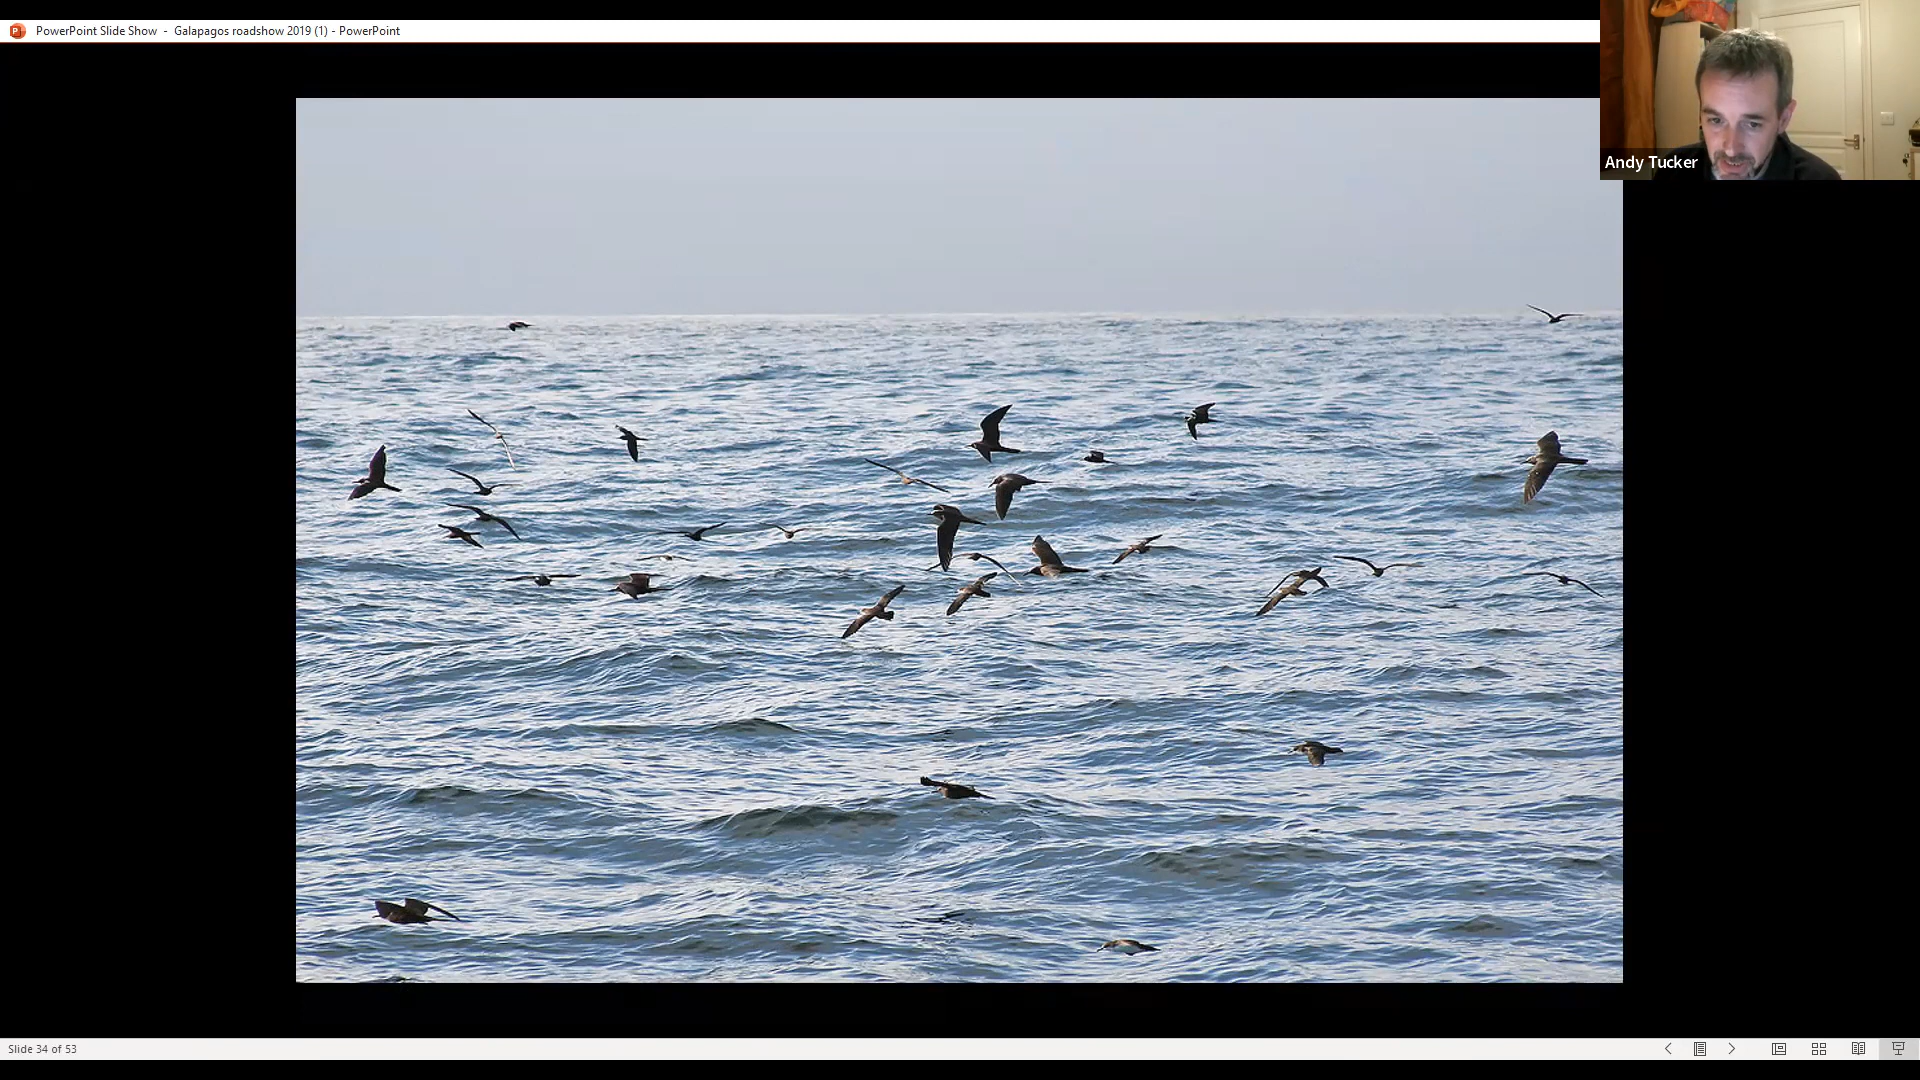 PowerPoint Slide Show - Galapagos roadshow 2019 (1) - PowerPoint
Andy Tucker
Slide 34 of 53